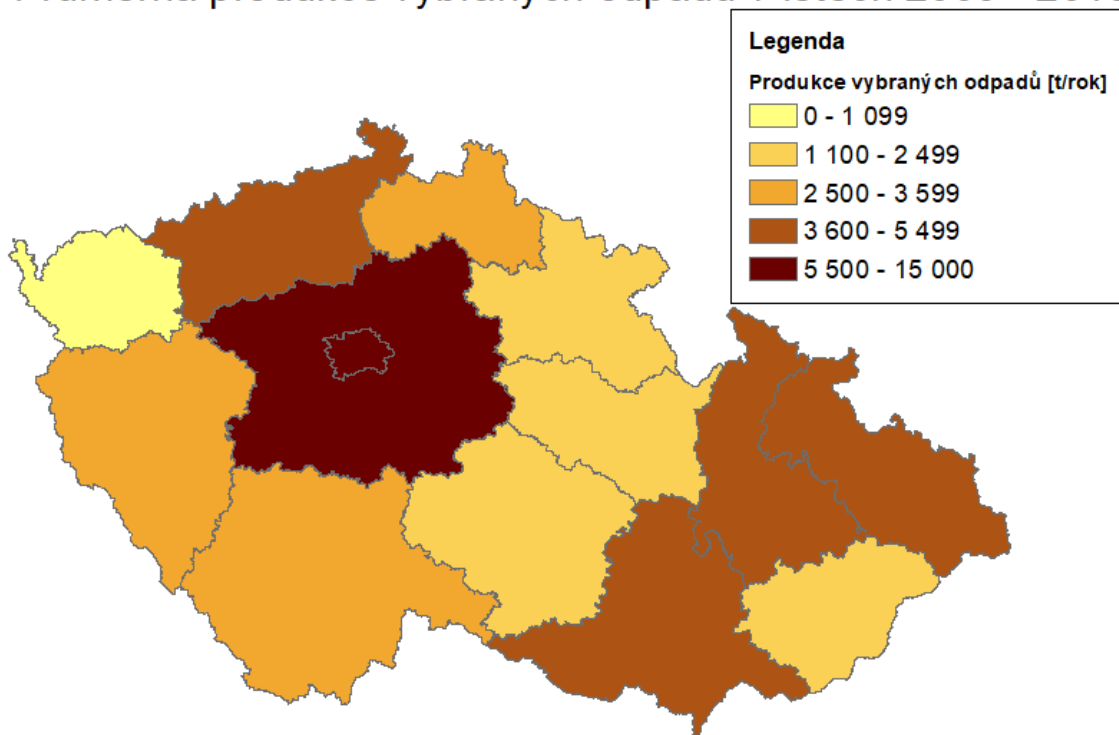 Legenda
Produkce vybraných odpadů [t/rok]
0 - 1 099
1 100 - 2 499
2 500 - 3 599
3 600 - 5 499
5 500 - 15 000